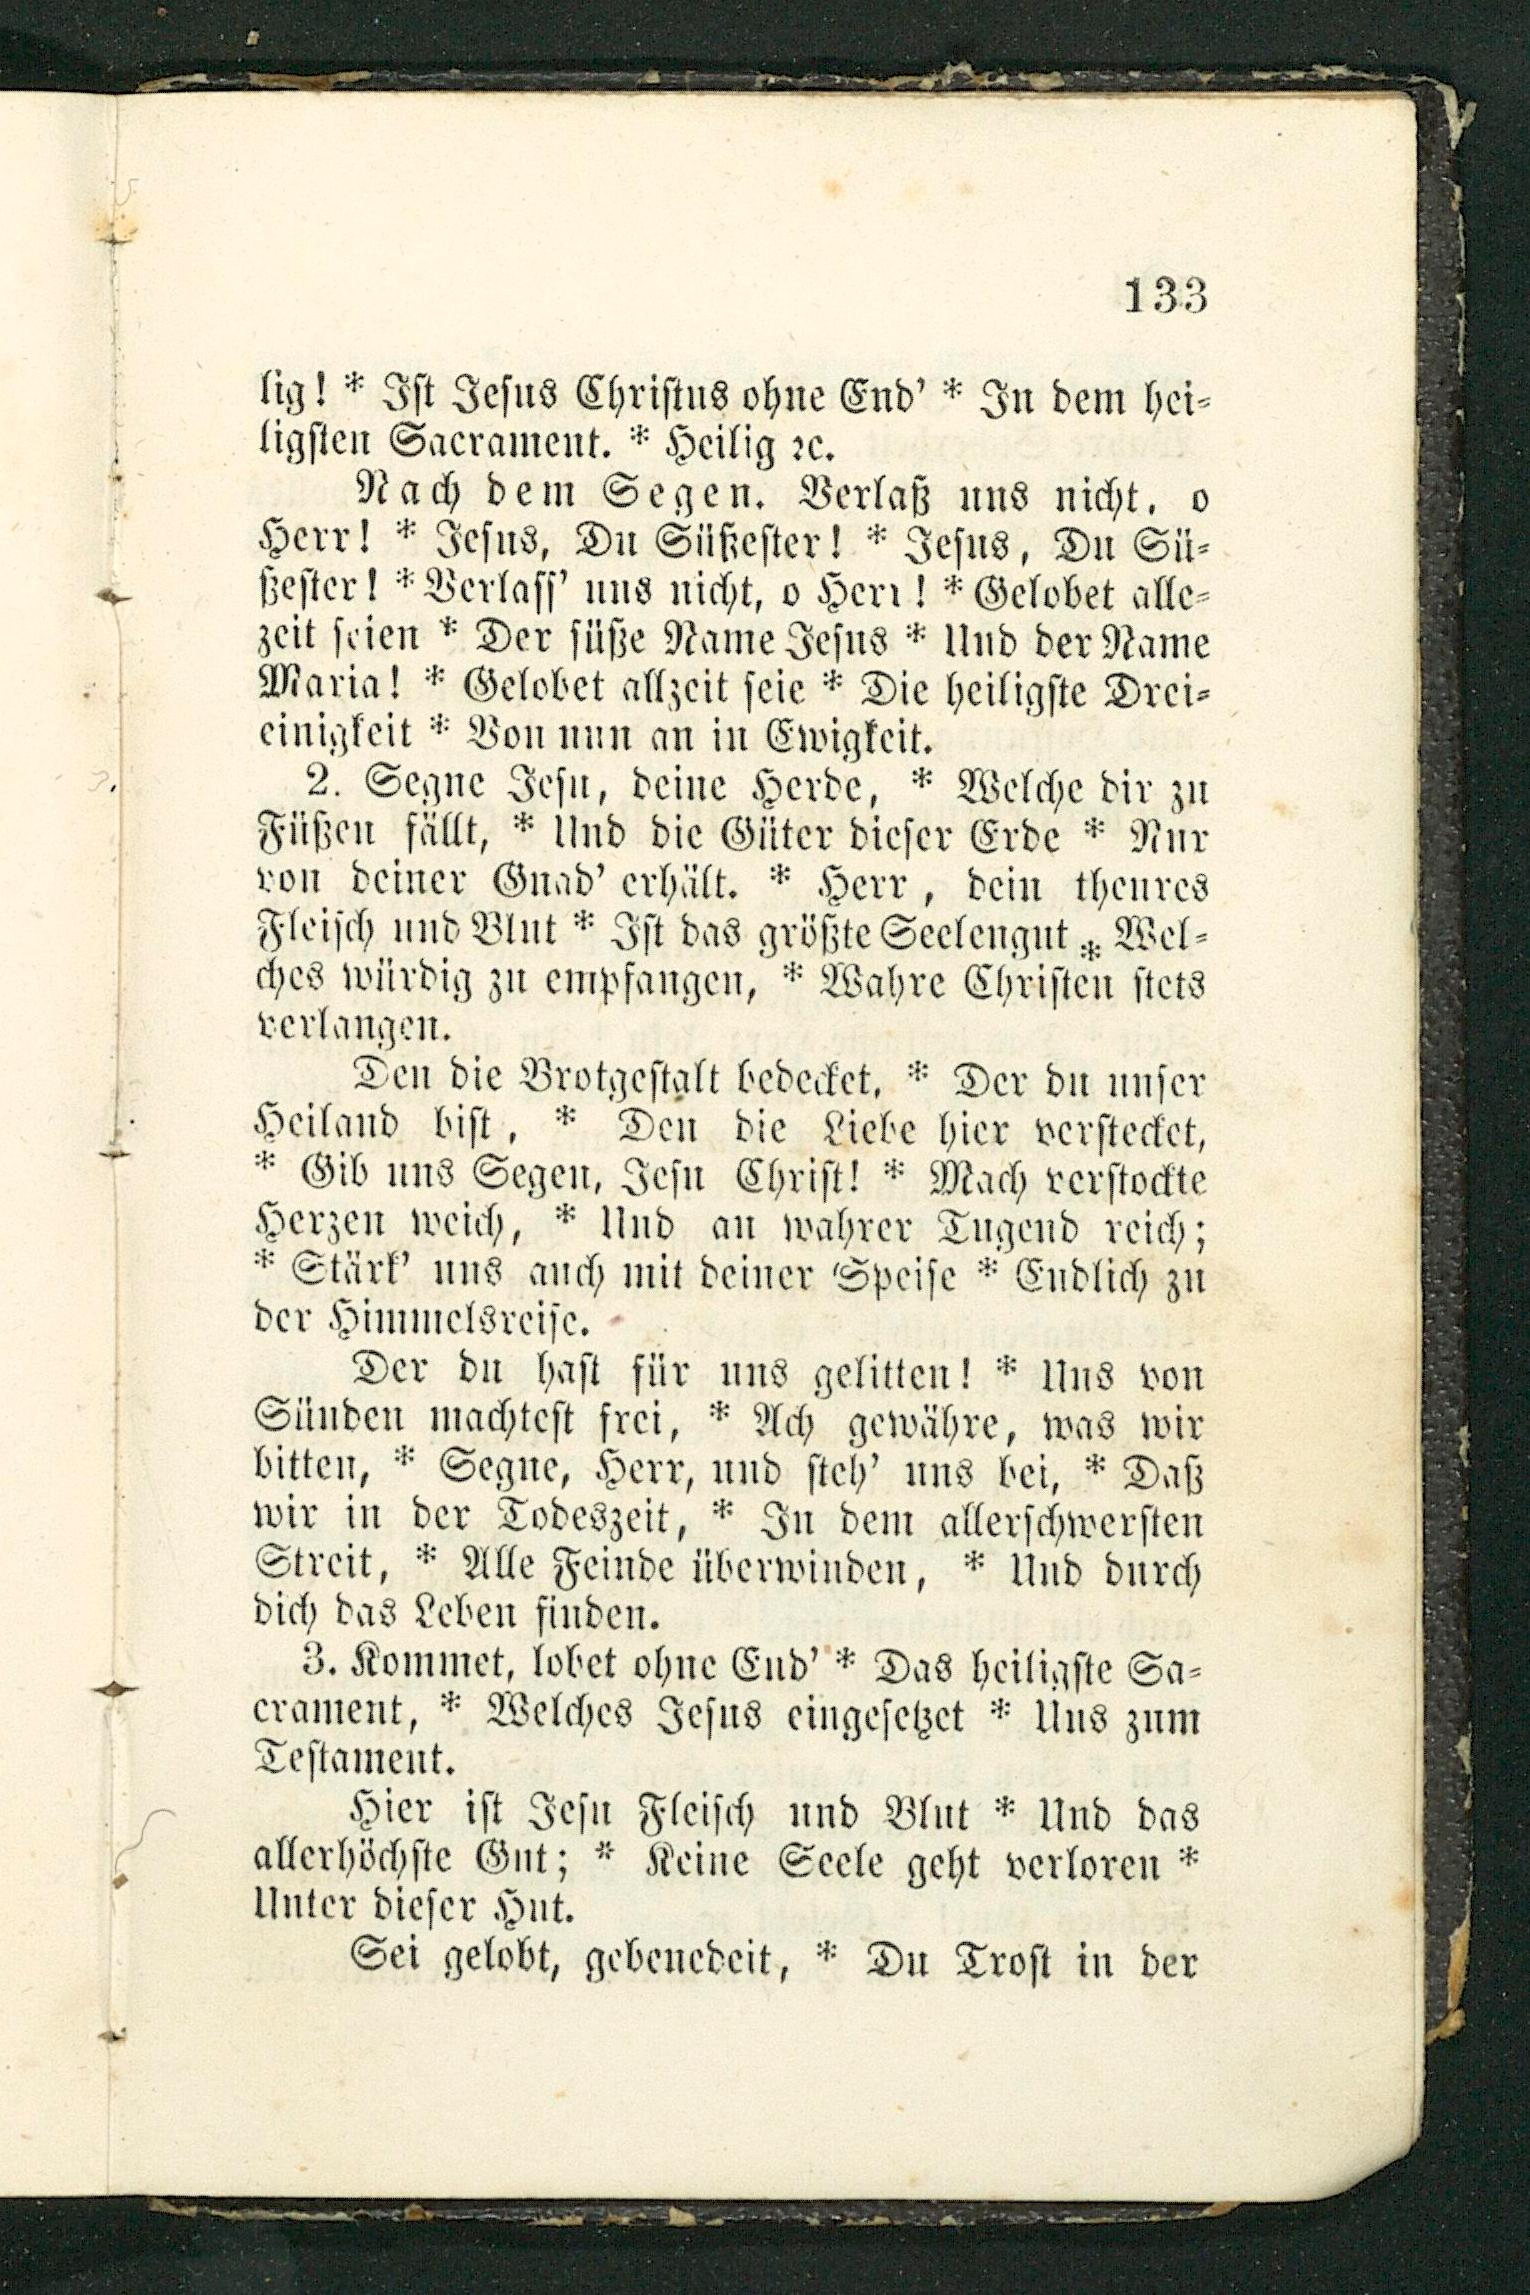 133
lig! * Ist Jesus Christus ohne End' * In dem hei-
ligsten Sacrament. * Heilig ꝛc.
Nach dem Segen. Verlaß uns nicht, o
Herr! * Jesus, Du Süßester! * Jesus, Du Sü-
ßester! * Verlass' uns nicht, o Herr! * Gelobet alle-
zeit seien * Der süße Name Jesus * Und der Name
Maria! * Gelobet allzeit seie * Die heiligste Drei-
einigkeit * Von nun an in Ewigkeit.
2. Segne Jesu, deine Herde, * Welche dir zu
Füßen fällt, * Und die Güter dieser Erde * Nur
von deiner Gnad' erhält. * Herr, dein theures
Fleisch und Blut * Ist das größte Seelengut * Wel-
ches würdig zu empfangen, * Wahre Christen stets
verlangen.
Den die Brotgestalt bedecket, * Der du unser
Heiland bist, * Den die Liebe hier verstecket,
* Gib uns Segen, Jesu Christ! * Mach verstockte
Herzen weich, * Und an wahrer Tugend reich;
* Stärk' uns auch mit deiner Speise * Endlich zu
der Himmelsreise.
Der du hast für uns gelitten! * Uns von
Sünden machtest frei, * Ach gewähre, was wir
bitten, * Segne, Herr, und steh' uns bei, * Daß
wir in der Todeszeit, * In dem allerschwersten
Streit, * Alle Feinde überwinden, * Und durch
dich das Leben finden.
3. Kommet, lobet ohne End' * Das heiligste Sa-
crament, * Welches Jesus eingesetzet * Uns zum
Testament.
Hier ist Jesu Fleisch und Blut * Und das
allerhöchste Gut; * Keine Seele geht verloren *
Unter dieser Hut.
Sei gelobt, gebenedeit, * Du Trost in der